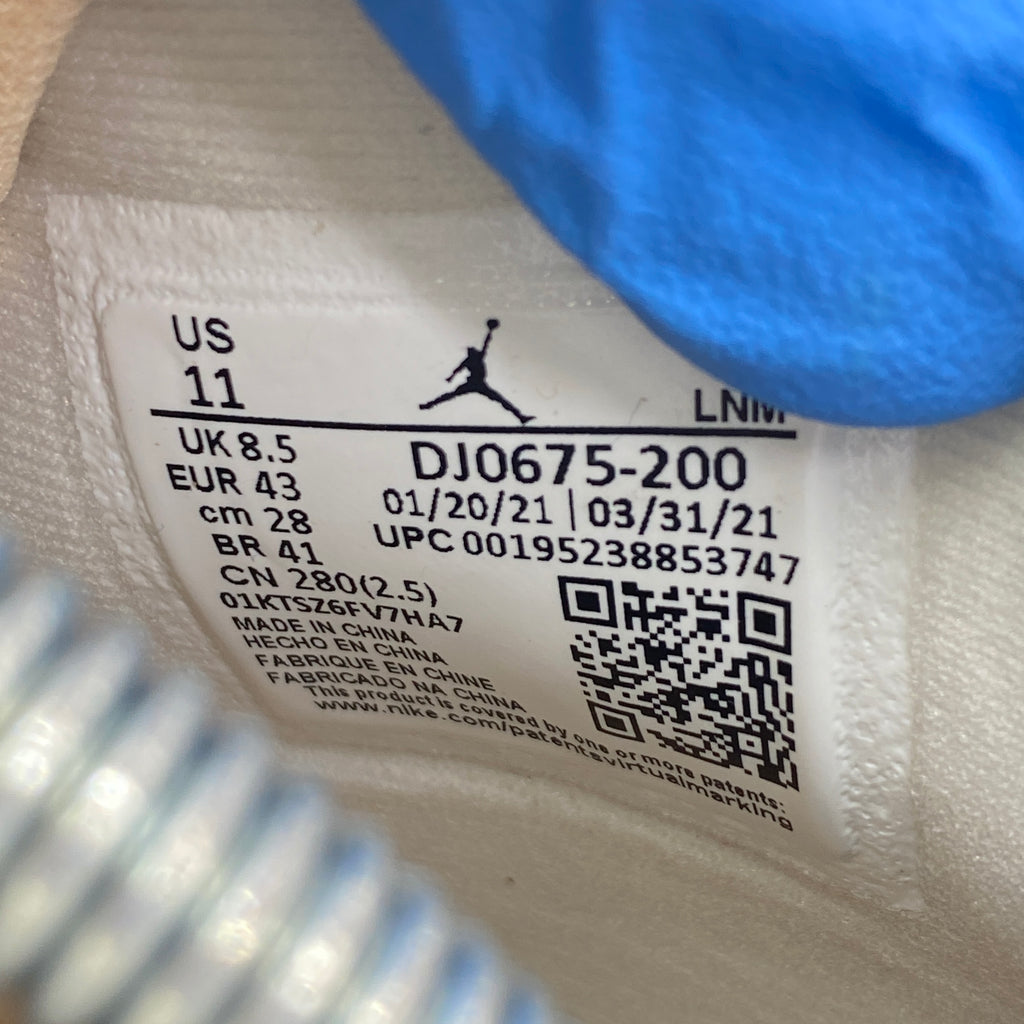 US
11
LNM
UK 8.5
EUR 43
cm 28
BR 41
CN 280(2.5)
DJ0675-200
01/20/21 | 03/31/21
UPC 00195238853747
01KTSZ6FV7HA7
MADE IN CHINA
HECHO EN CHINA
FABRIQUE EN CHINE
FABRICADO NA CHINA
This product is covered by one or more patents:
www.nike.com/patentsvirtualmarking